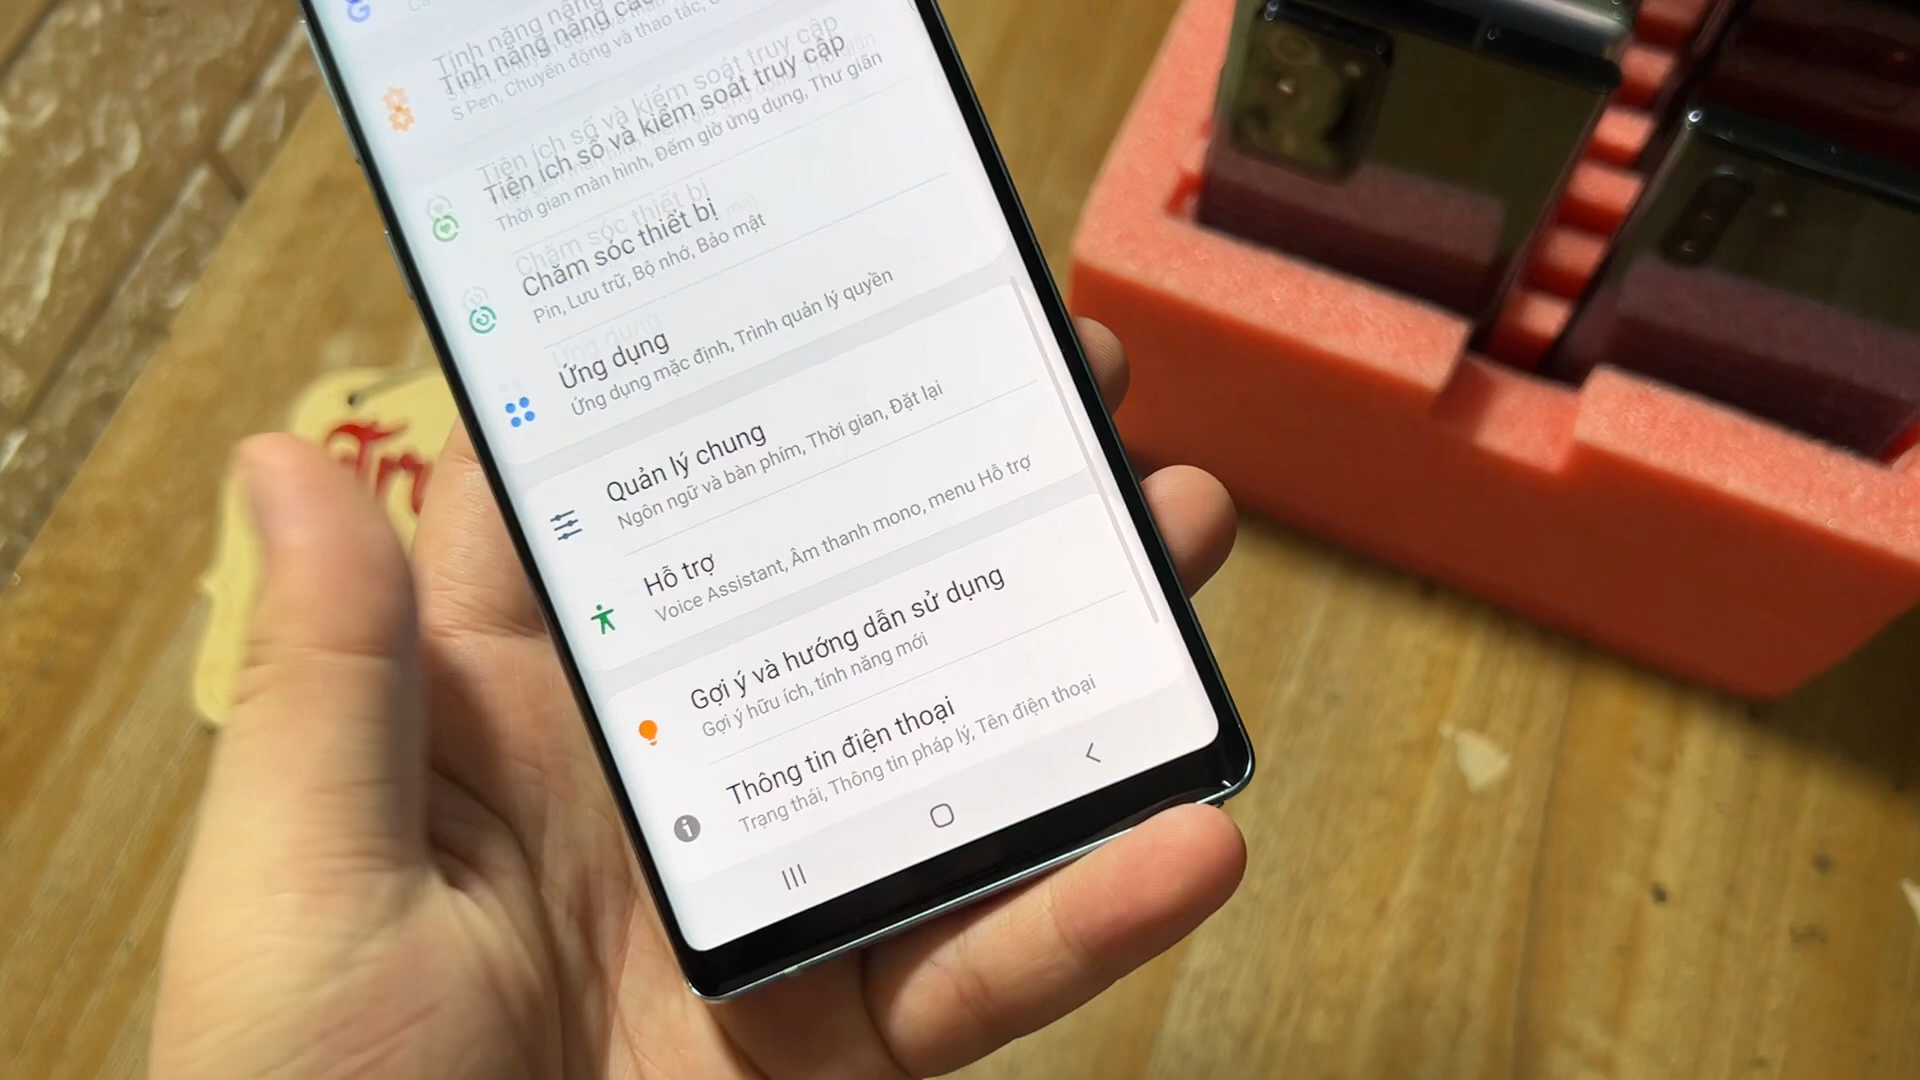 Tính năng nâng cao
S Pen, Chuyển động và thao tác,
Tiện ích số và kiểm soát truy cập
Thời gian màn hình, Đếm giờ ứng dụng, Thư giãn
Chăm sóc thiết bị
Pin, Lưu trữ, Bộ nhớ, Bảo mật
Ứng dụng
Ứng dụng mặc định, Trình quản lý quyền
Quản lý chung
Ngôn ngữ và bàn phím, Thời gian, Đặt lại
Hỗ trợ
Voice Assistant, Âm thanh mono, menu Hỗ trợ
Gợi ý và hướng dẫn sử dụng
Gợi ý hữu ích, tính năng mới
Thông tin điện thoại
Trạng thái, Thông tin pháp lý, Tên điện thoại